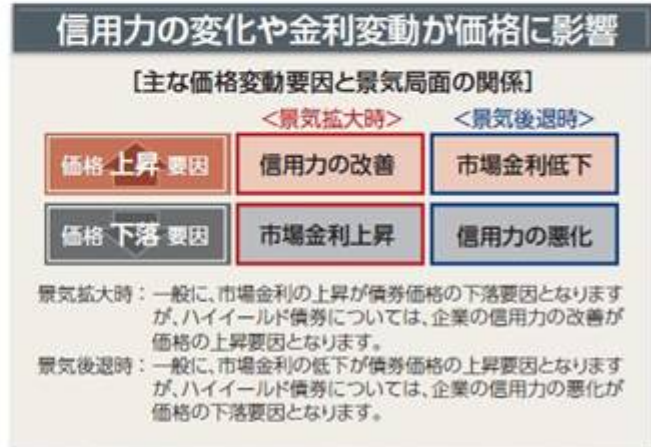 信用力の変化や金利変動が価格に影響
[主な価格変動要因と景気局面の関係]
<景気拡大時> <景気後退時>
価格 上昇 要因 信用力の改善 市場金利低下
価格 下落 要因 市場金利上昇 信用力の悪化
景気拡大時：一般に、市場金利の上昇が債券価格の下落要因となります
が、ハイイールド債券については、企業の信用力の改善が
価格の上昇要因となります。
景気後退時：一般に、市場金利の低下が債券価格の上昇要因となります
が、ハイイールド債券については、企業の信用力の悪化が
価格の下落要因となります。